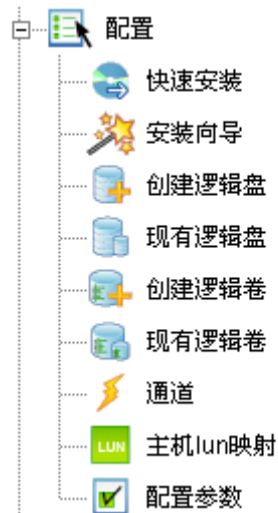 配置
快速安装
安装向导
创建逻辑盘
现有逻辑盘
创建逻辑卷
现有逻辑卷
通道
LUN 主机lun映射
配置参数